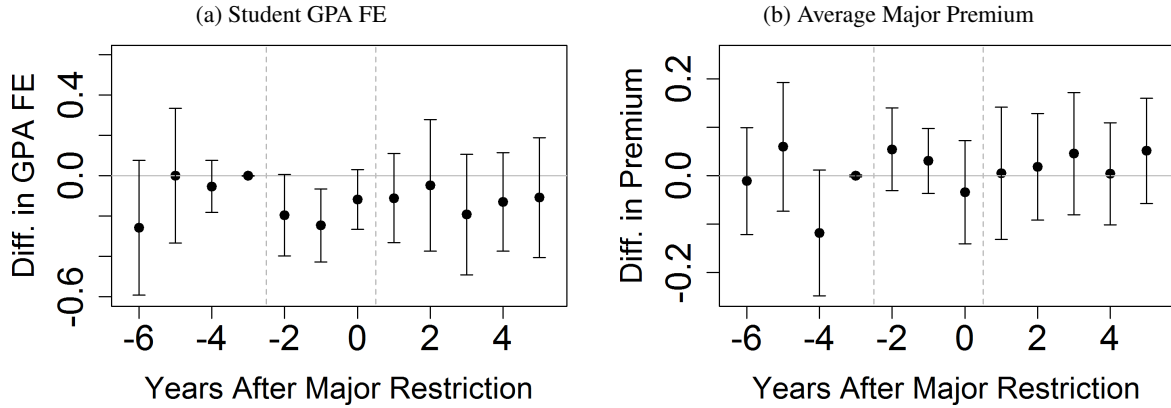 (a) Student GPA FE
Diff. in GPA FE
0.4
0.0
-0.6
-6 -4 -2 0 2 4
Years After Major Restriction
(b) Average Major Premium
Diff. in Premium
0.2
0.0
-0.2
-6 -4 -2 0 2 4
Years After Major Restriction